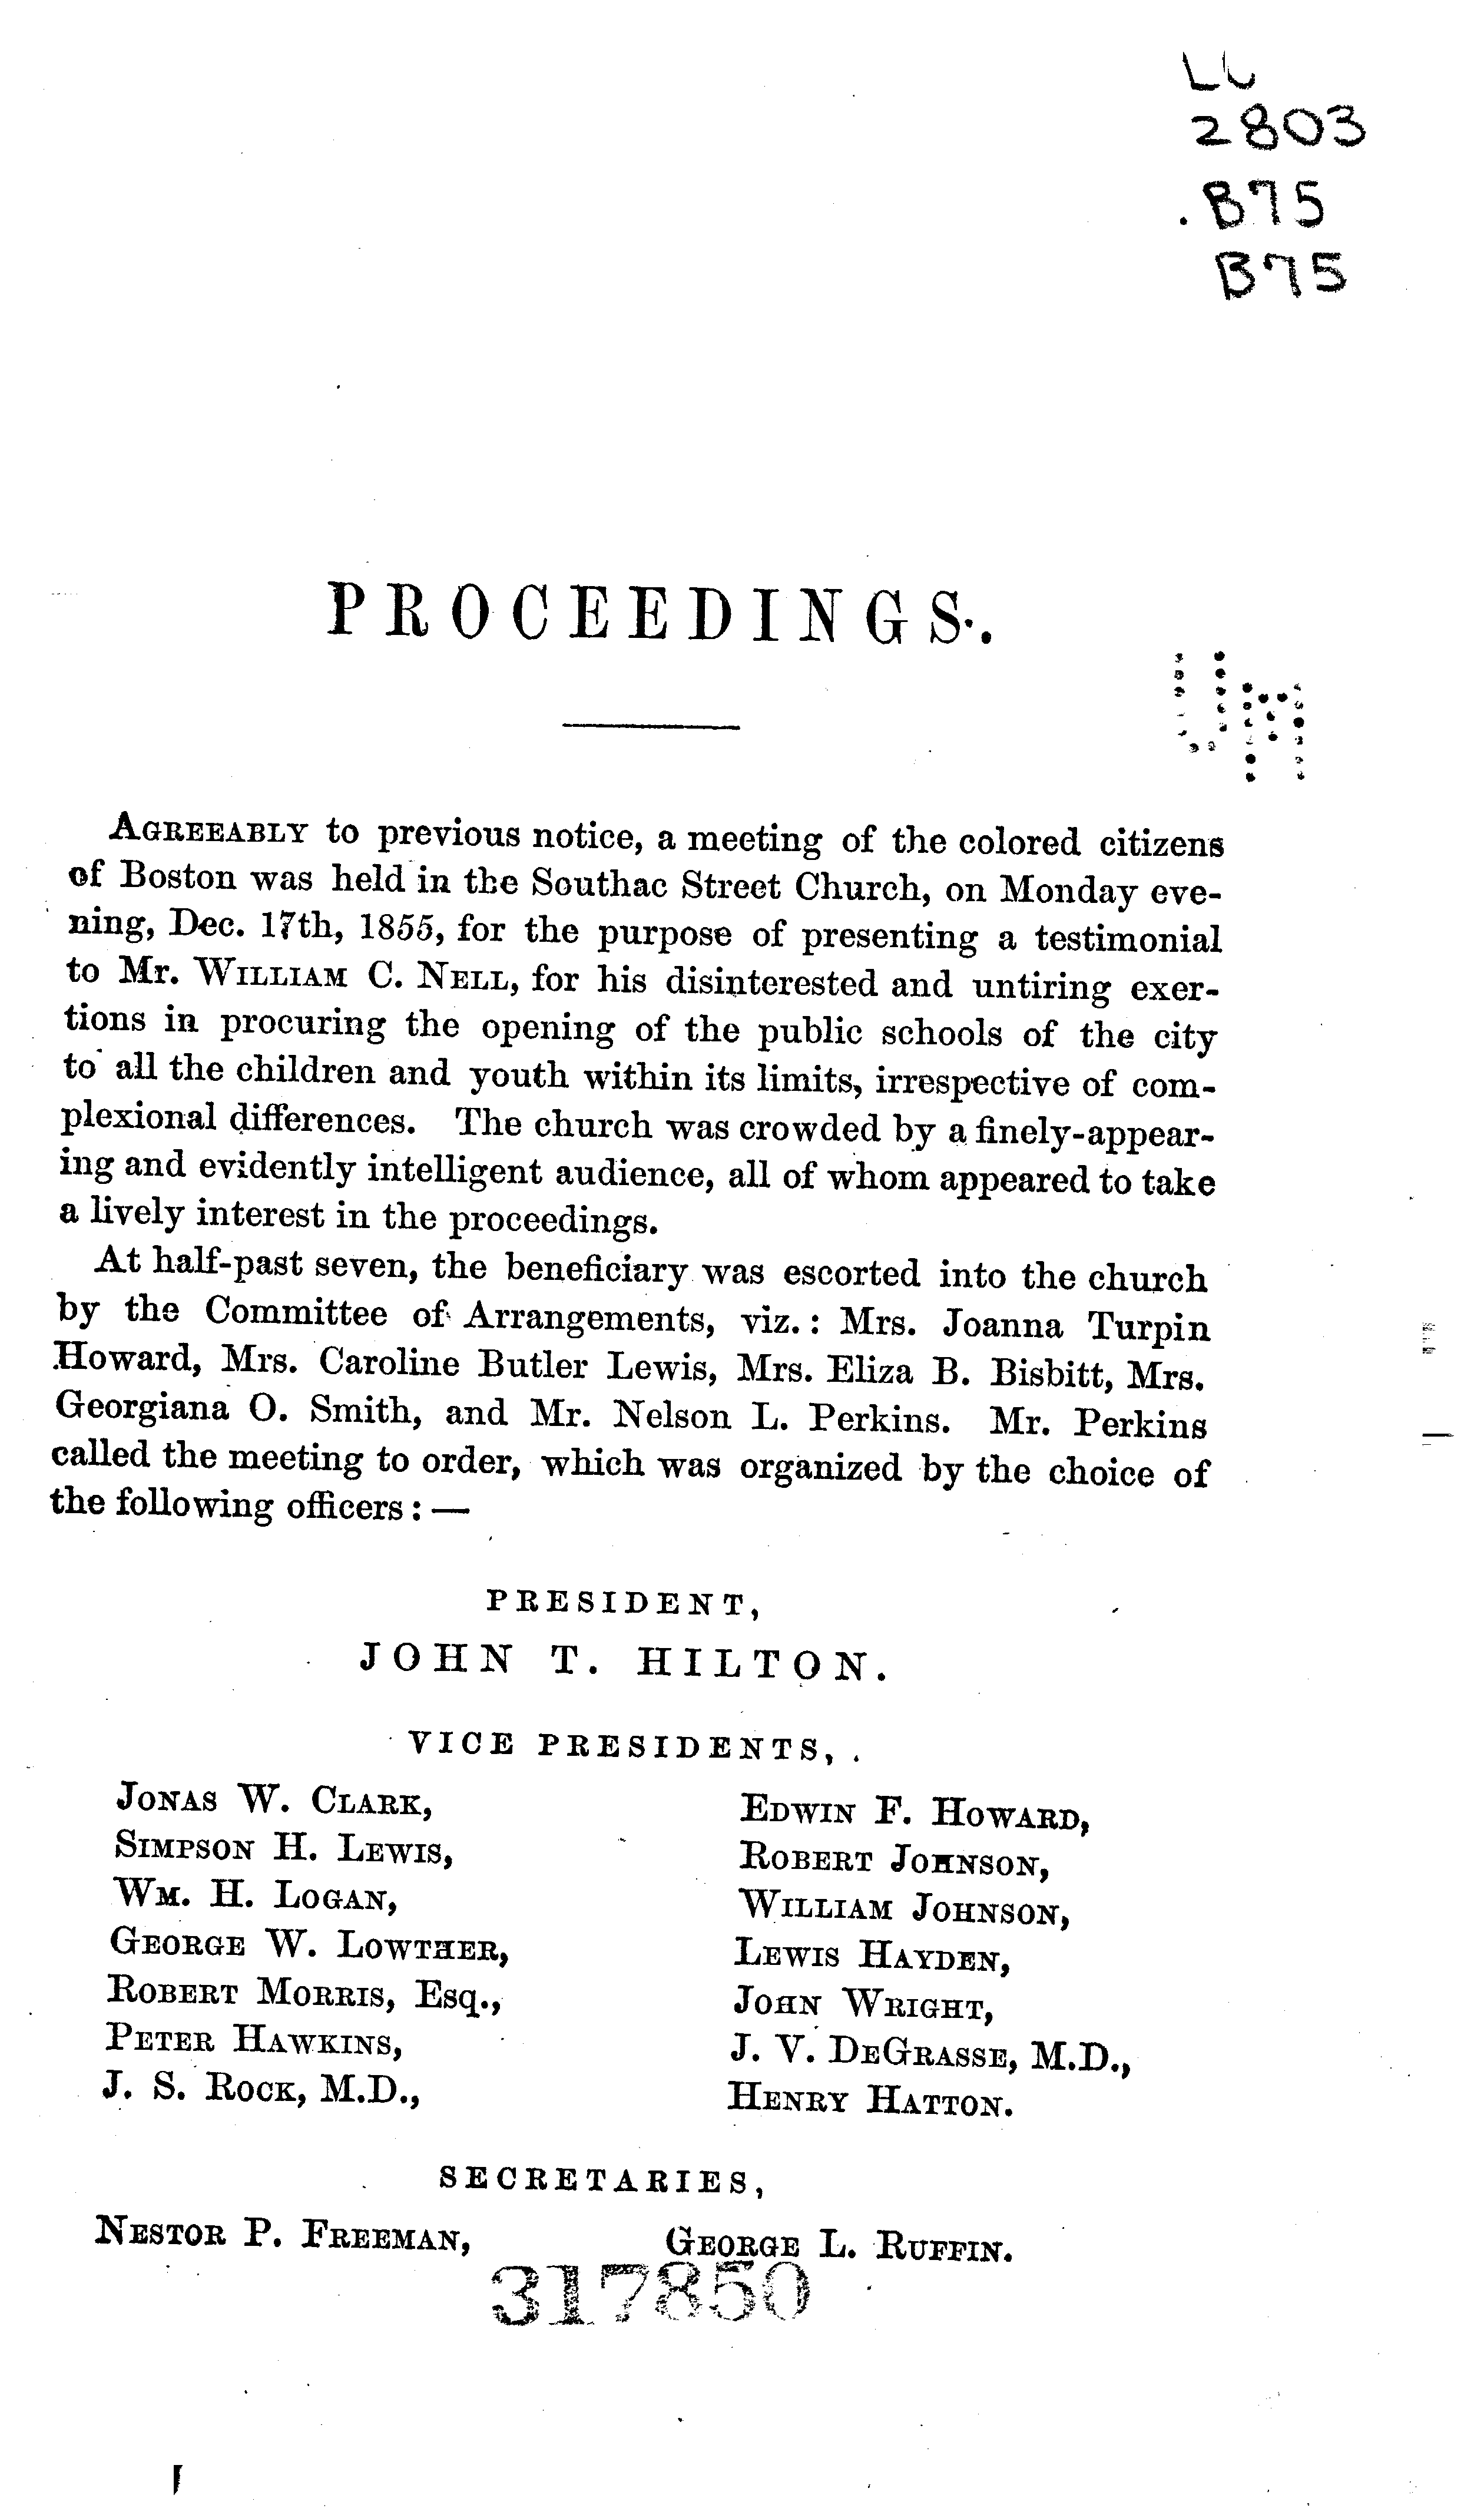 LC
2803
.B75
B75
PROCEEDINGS.
UM
AGREEABLY to previous notice, a meeting of the colored citizens
of Boston was held in the Southac Street Church, on Monday eve-
ning, Dec. 17th, 1855, for the purpose of presenting a testimonial
to Mr. WILLIAM C. NELL, for his disinterested and untiring exer-
tions in procuring the opening of the public schools of the city
to all the children and youth within its limits, irrespective of com-
plexional differences. The church was crowded by a finely-appear-
ing and evidently intelligent audience, all of whom appeared to take
a lively interest in the proceedings.
At half-past seven, the beneficiary was escorted into the church
by the Committee of Arrangements, viz.: Mrs. Joanna Turpin
Howard, Mrs. Caroline Butler Lewis, Mrs. Eliza B. Bisbitt, Mrs.
Georgiana O. Smith, and Mr. Nelson L. Perkins. Mr. Perkins
called the meeting to order, which was organized by the choice of
the following officers: —
PRESIDENT,
JOHN T. HILTON.
VICE PRESIDENTS,
JONAS W. CLARK,
SIMPSON H. LEWIS,
WM. H. LOGAN,
GEORGE W. LOWTHER,
ROBERT MORRIS, Esq.,
PETER HAWKINS,
J. S. ROCK, M.D.,
EDWIN F. HOWARD,
ROBERT JOHNSON,
WILLIAM JOHNSON,
LEWIS HAYDEN,
JOHN WRIGHT,
J. V. DEGRASSE, M.D.,
HENRY HATTON.
SECRETARIES,
NESTOR P. FREEMAN, GEORGE L. RUFFIN.
317850